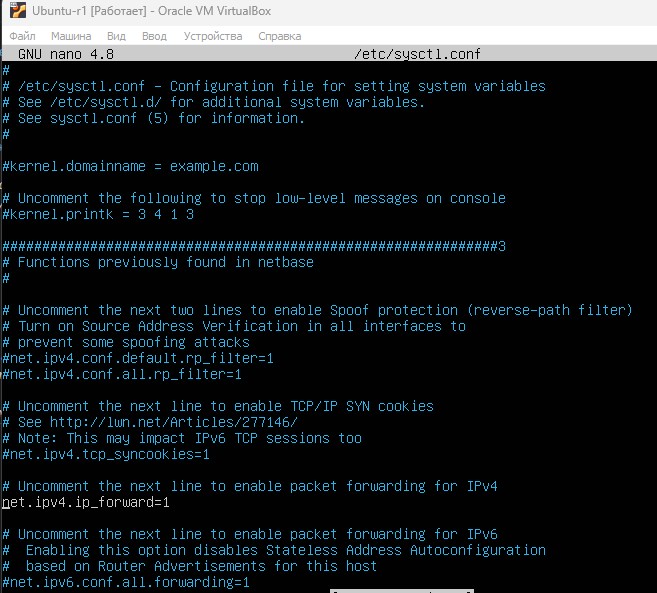 Ubuntu-r1 [Работает] - Oracle VM VirtualBox
Файл Машина Вид Ввод Устройства Справка
GNU nano 4.8 /etc/sysctl.conf
#
# /etc/sysctl.conf - Configuration file for setting system variables
# See /etc/sysctl.d/ for additional system variables.
# See sysctl.conf (5) for information.
#
#kernel.domainname = example.com
# Uncomment the following to stop low-level messages on console
#kernel.printk = 3 4 1 3
##############################################################3
# Functions previously found in netbase
#
# Uncomment the next two lines to enable Spoof protection (reverse-path filter)
# Turn on Source Address Verification in all interfaces to
# prevent some spoofing attacks
#net.ipv4.conf.default.rp_filter=1
#net.ipv4.conf.all.rp_filter=1
# Uncomment the next line to enable TCP/IP SYN cookies
# See http://lwn.net/Articles/277146/
# Note: This may impact IPv6 TCP sessions too
#net.ipv4.tcp_syncookies=1
# Uncomment the next line to enable packet forwarding for IPv4
net.ipv4.ip_forward=1
# Uncomment the next line to enable packet forwarding for IPv6
#  Enabling this option disables Stateless Address Autoconfiguration
#  based on Router Advertisements for this host
#net.ipv6.conf.all.forwarding=1